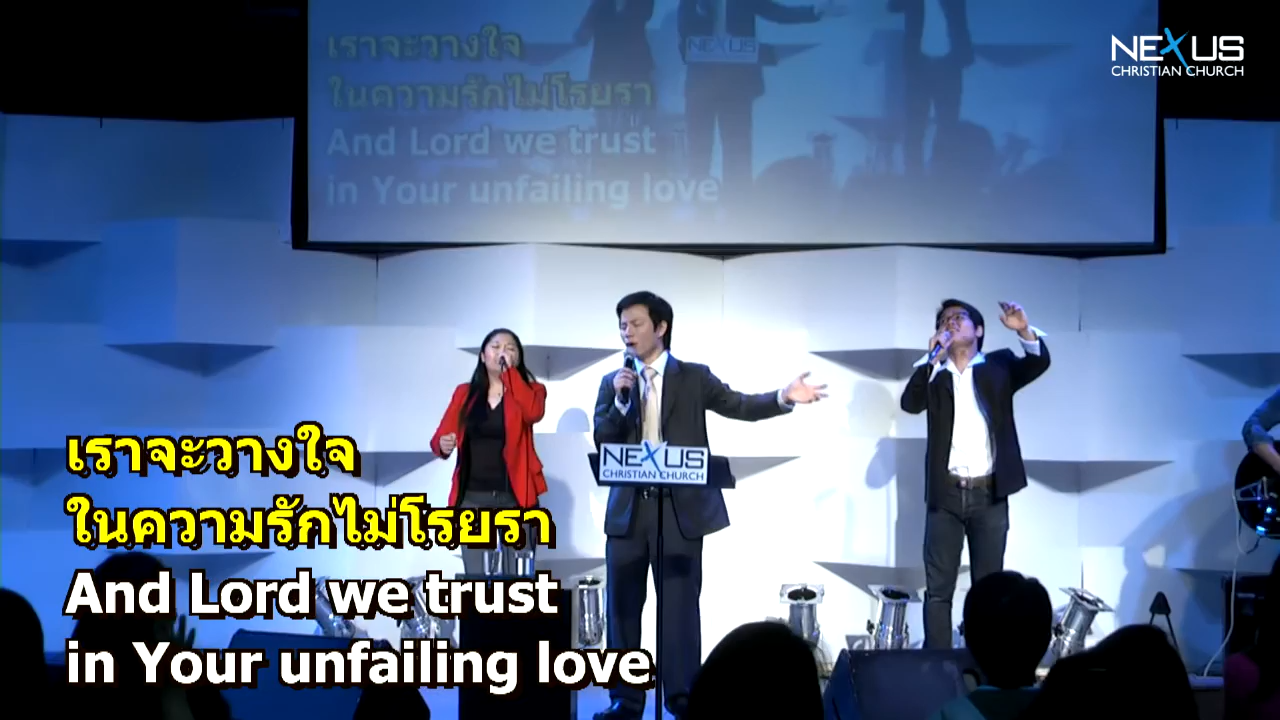 เราจะวางใจ
ในความรักไม่โรยรา
And Lord we trust
in Your unfailing love
NEXUS
NEXUS
CHRISTIAN CHURCH
NEXUS
CHRISTIAN CHURCH
เราจะวางใจ
ในความรักไม่โรยรา
And Lord we trust
in Your unfailing love